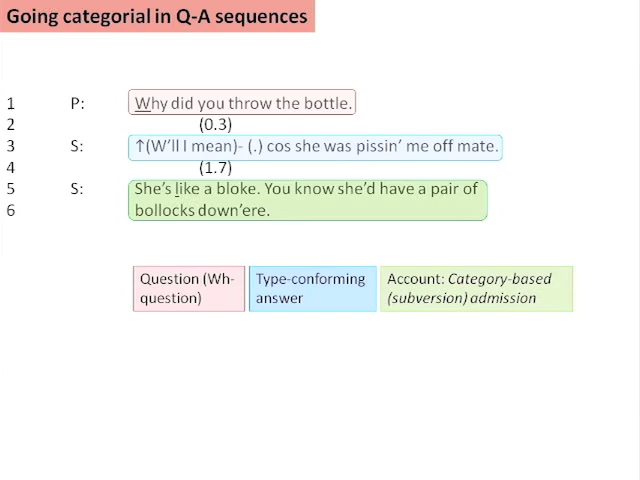 Going categorial in Q-A sequences
1 P: Why did you throw the bottle.
2 (0.3)
3 S: ↑(W’ll I mean)- (.) cos she was pissin’ me off mate.
4 (1.7)
5 S: She’s like a bloke. You know she’d have a pair of
6 bollocks down’ere.
Question (Wh-
question)
Type-conforming
answer
Account: Category-based
(subversion) admission